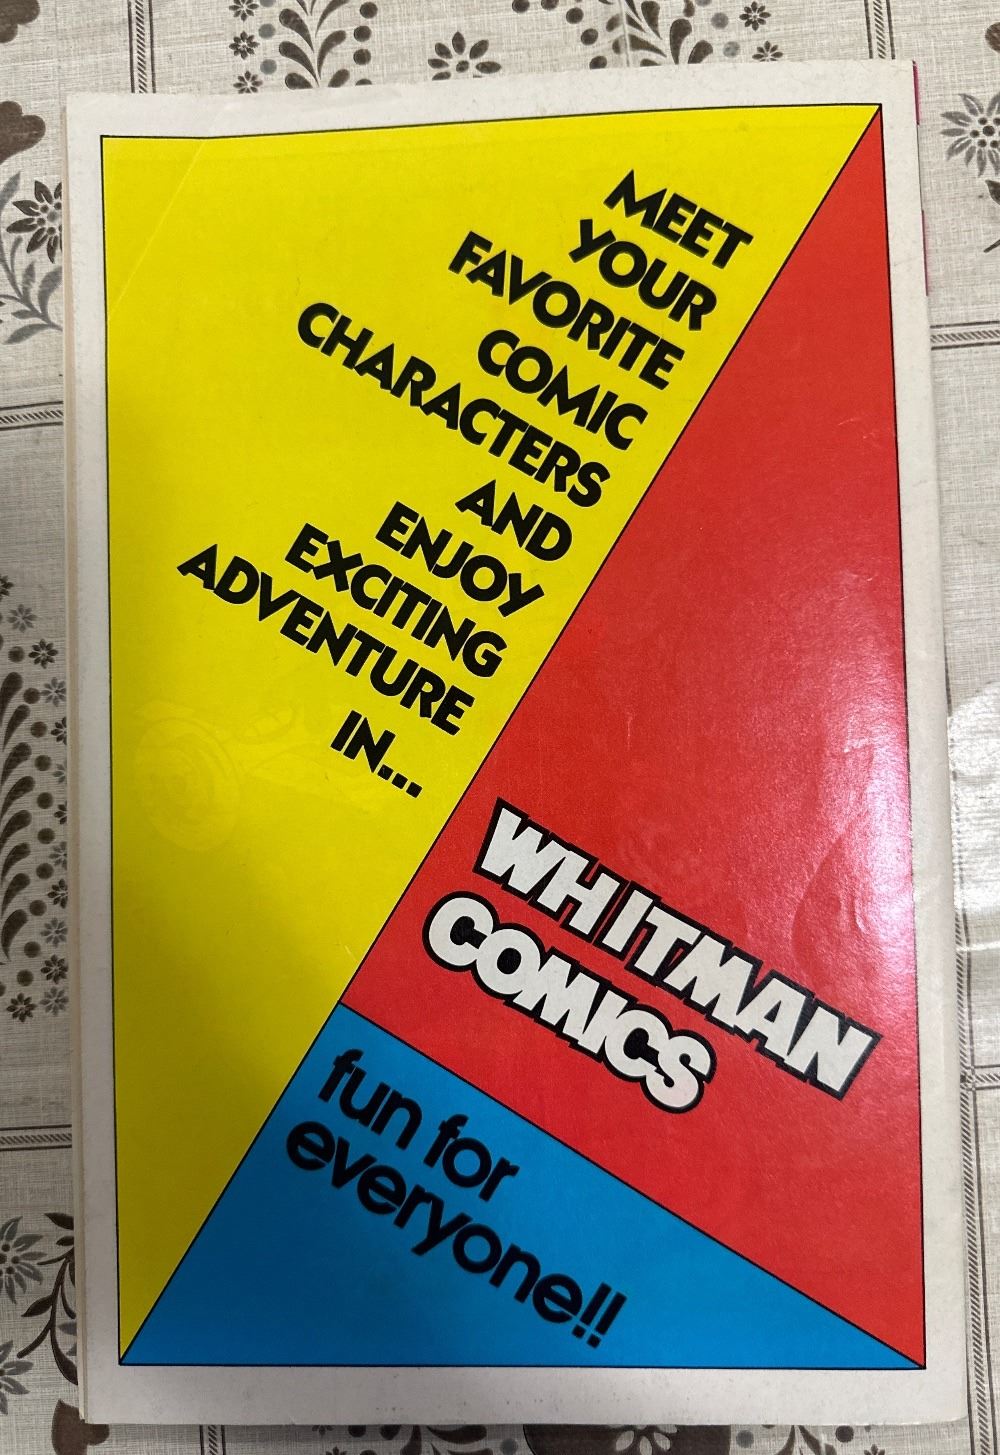 MEET
YOUR
FAVORITE
COMIC
CHARACTERS
AND
ENJOY
EXCITING
ADVENTURE
IN...
WHITMAN
COMICS
fun for
everyone!!